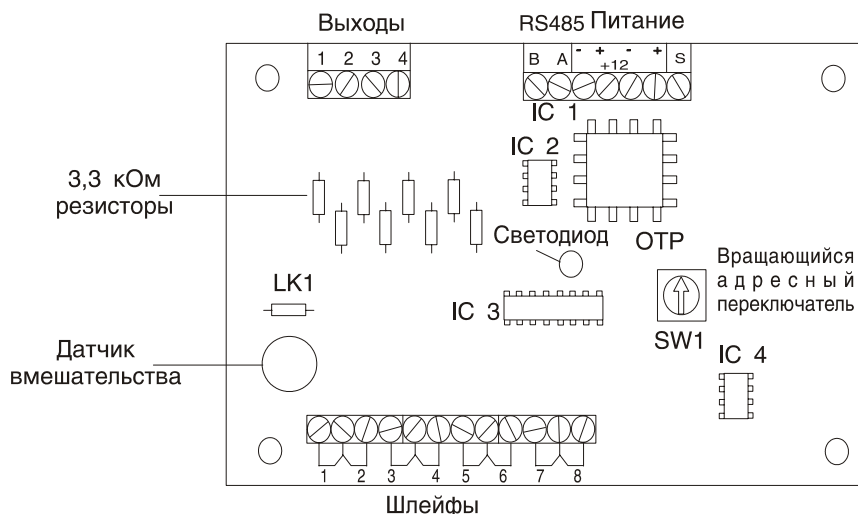 Выходы
RS485 Питание
1 2 3 4
B A - + - + S
+12
IC 1
IC 2
3,3 кОм
резисторы
Светодиод
OTP
Вращающийся
адресный
переключатель
LK1
IC 3
SW1
Датчик
вмешательства
IC 4
1 2 3 4 5 6 7 8
Шлейфы